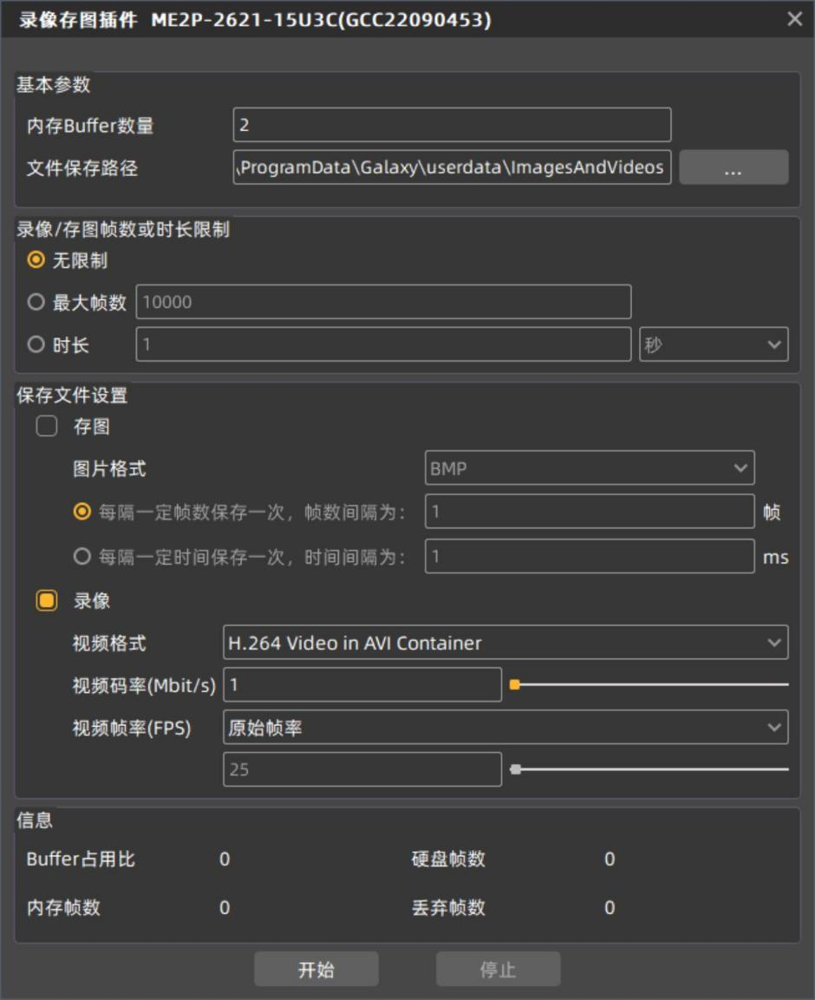 录像存图插件 ME2P-2621-15U3C(GCC22090453)
基本参数
内存Buffer数量 2
文件保存路径 \ProgramData\Galaxy\userdata\ImagesAndVideos ...
录像/存图帧数或时长限制
无限制
最大帧数 10000
时长 1 秒
保存文件设置
存图
图片格式 BMP
每隔一定帧数保存一次，帧数间隔为： 1 帧
每隔一定时间保存一次，时间间隔为： 1 ms
录像
视频格式 H.264 Video in AVI Container
视频码率(Mbit/s) 1
视频帧率(FPS) 原始帧率
25
信息
Buffer占用比 0 硬盘帧数 0
内存帧数 0 丢弃帧数 0
开始 停止